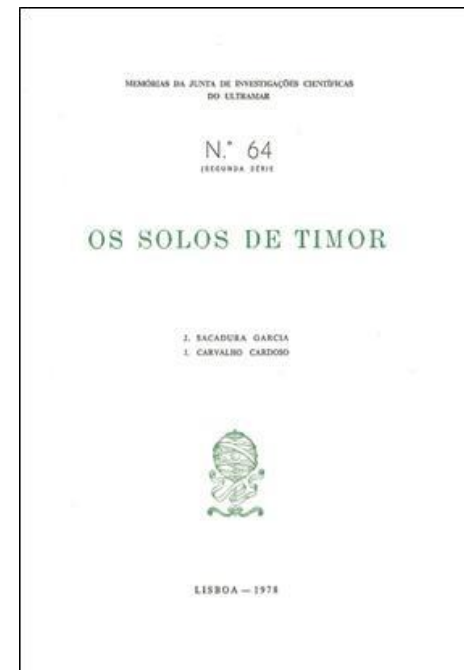 MEMÓRIAS DA JUNTA DE INVESTIGAÇÕES CIENTÍFICAS
DO ULTRAMAR
N.° 64
(SEGUNDA SÉRIE
OS SOLOS DE TIMOR
J. SACADURA GARCIA
J. CARVALHO CARDOSO
LISBOA — 1978